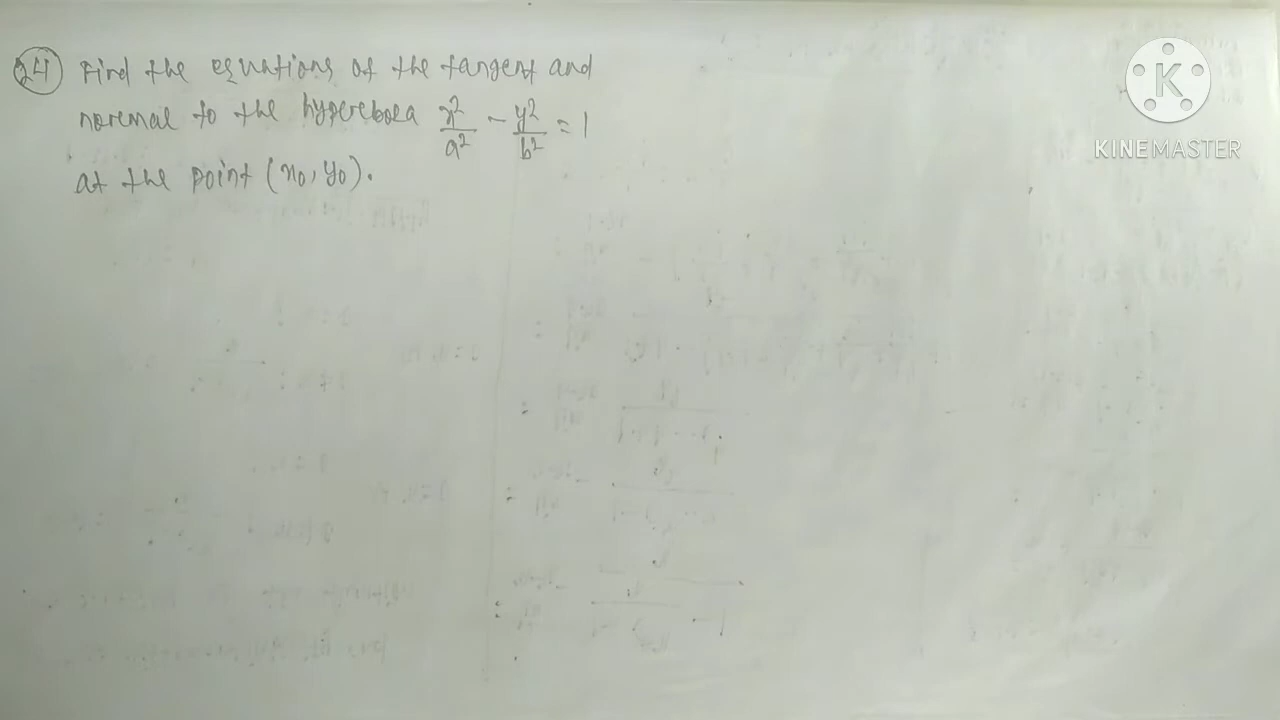 24 Find the equations of the tangent and
normal to the hyperbola x²/a² - y²/b² = 1
at the point (x₀, y₀).
K
KINEMASTER